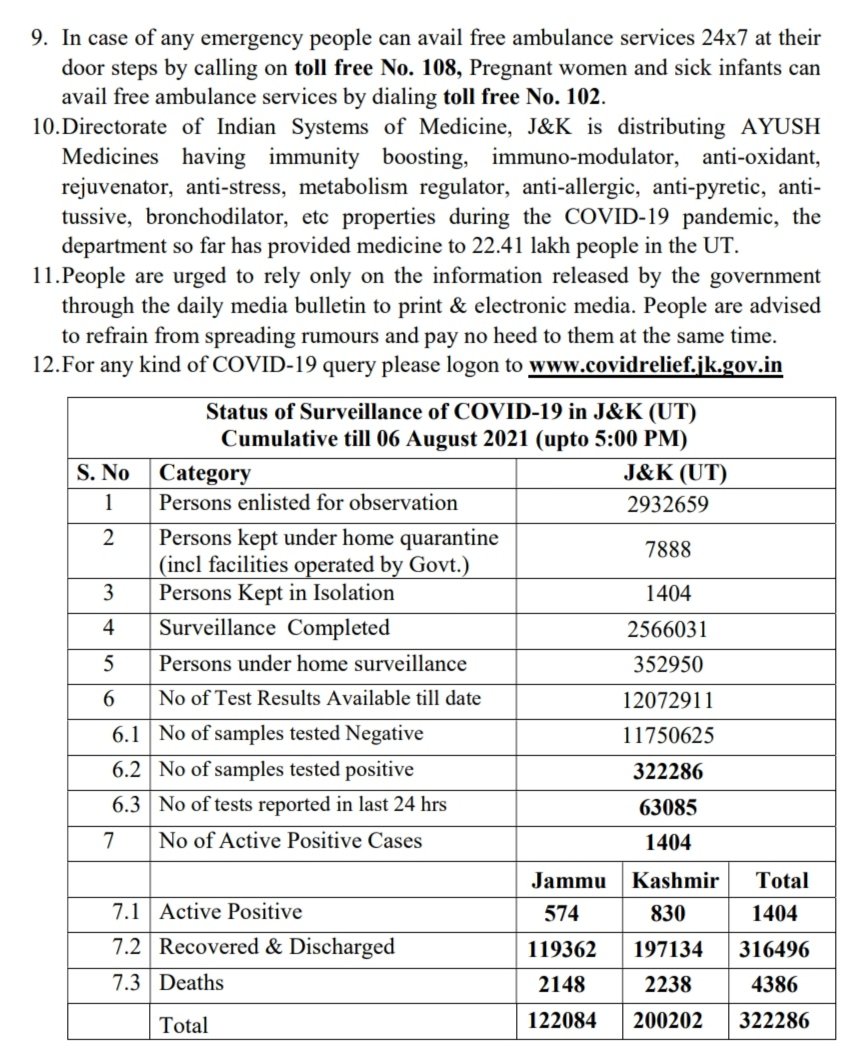 9. In case of any emergency people can avail free ambulance services 24x7 at their
door steps by calling on toll free No. 108, Pregnant women and sick infants can
avail free ambulance services by dialing toll free No. 102.
10.Directorate of Indian Systems of Medicine, J&K is distributing AYUSH
Medicines having immunity boosting, immuno-modulator, anti-oxidant,
rejuvenator, anti-stress, metabolism regulator, anti-allergic, anti-pyretic, anti-
tussive, bronchodilator, etc properties during the COVID-19 pandemic, the
department so far has provided medicine to 22.41 lakh people in the UT.
11.People are urged to rely only on the information released by the government
through the daily media bulletin to print & electronic media. People are advised
to refrain from spreading rumours and pay no heed to them at the same time.
12.For any kind of COVID-19 query please logon to www.covidrelief.jk.gov.in
Status of Surveillance of COVID-19 in J&K (UT)
Cumulative till 06 August 2021 (upto 5:00 PM)
S. No Category J&K (UT)
1 Persons enlisted for observation 2932659
2 Persons kept under home quarantine
(incl facilities operated by Govt.) 7888
3 Persons Kept in Isolation 1404
4 Surveillance Completed 2566031
5 Persons under home surveillance 352950
6 No of Test Results Available till date 12072911
6.1 No of samples tested Negative 11750625
6.2 No of samples tested positive 322286
6.3 No of tests reported in last 24 hrs 63085
7 No of Active Positive Cases 1404
Jammu Kashmir Total
7.1 Active Positive 574 830 1404
7.2 Recovered & Discharged 119362 197134 316496
7.3 Deaths 2148 2238 4386
Total 122084 200202 322286